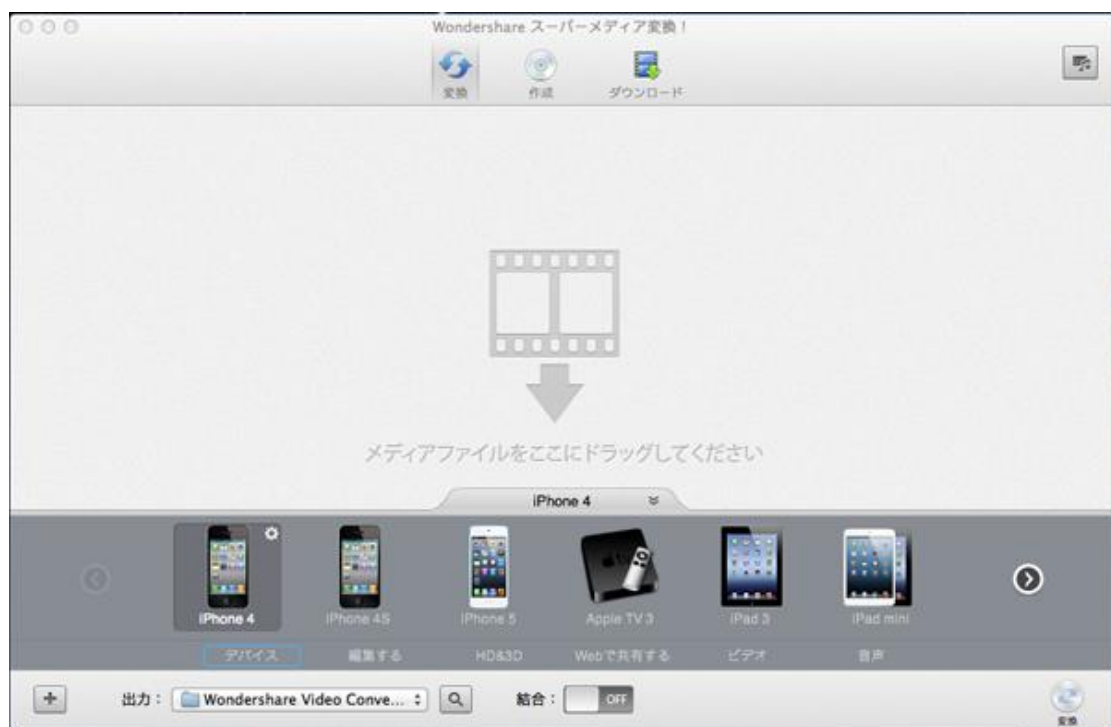 Wondershare スーパーメディア変換！
変換 作成 ダウンロード
メディアファイルをここにドラッグしてください
iPhone 4
iPhone 4 iPhone 4S iPhone 5 Apple TV 3 iPad 3 iPad mini
デバイス 編集する HD&3D Webで共有する ビデオ 音声
出力： Wondershare Video Conve... 結合： OFF
変換